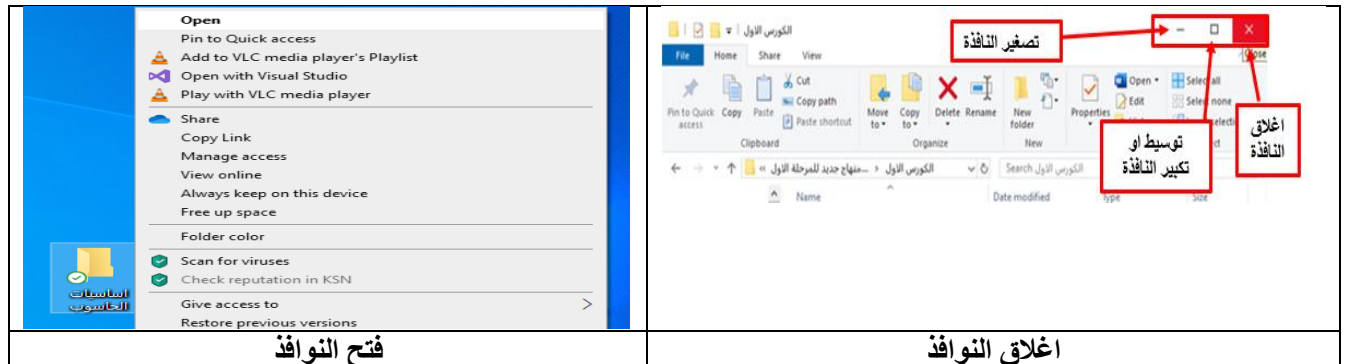 Open
Pin to Quick access
Add to VLC media player's Playlist
Open with Visual Studio
Play with VLC media player
Share
Copy Link
Manage access
View online
Always keep on this device
Free up space
Folder color
Scan for viruses
Check reputation in KSN
Give access to
Restore previous versions
اساسيات
الحاسوب
فتح النوافذ
الكورس الاول
تصغير النافذة
Close
File Home Share View
Pin to Quick access
Copy
Paste
Cut
Copy path
Paste shortcut
Move to
Copy to
Delete
Rename
New folder
Properties
Open
Edit
Select all
Select none
Clipboard
Organize
New
توسيط او
تكبير النافذة
اغلاق
النافذة
الكورس الاول
منهاج جديد للمرحلة الاول...
Search الكورس الاول
Name
Date modified
Type
Size
اغلاق النوافذ